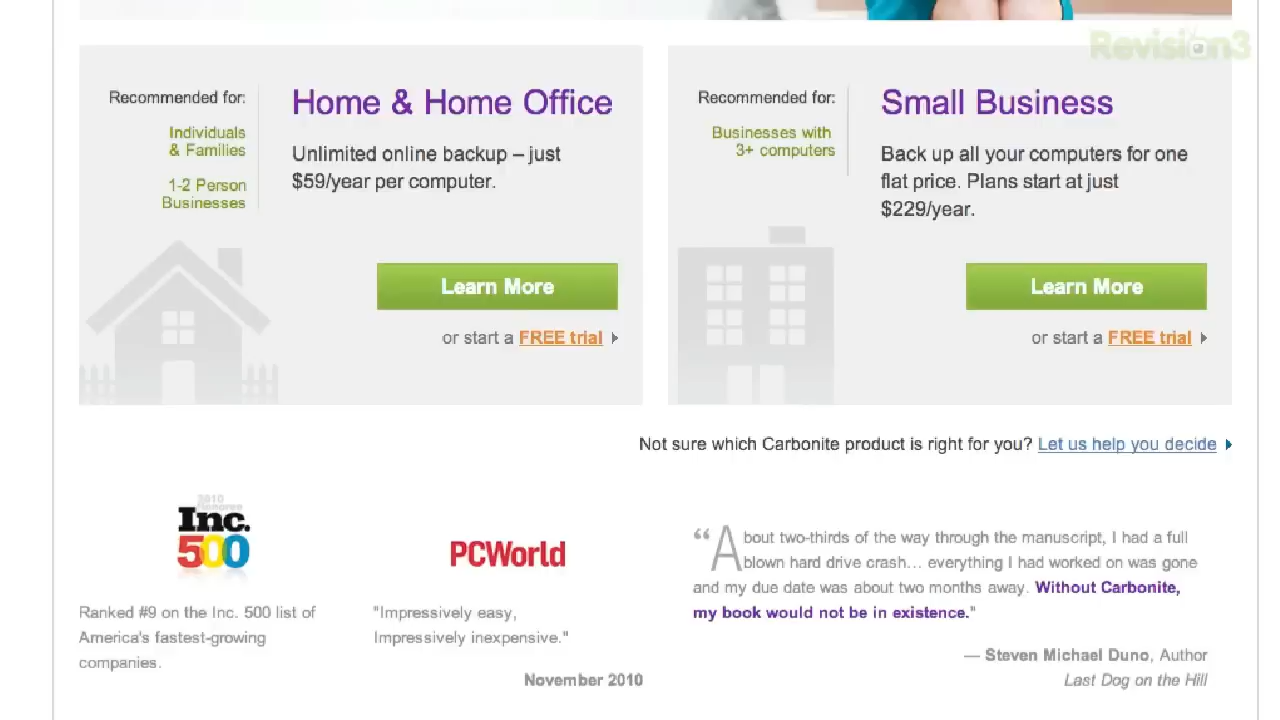 Revision3
Recommended for:
Individuals
& Families
1-2 Person
Businesses
Home & Home Office
Unlimited online backup – just
$59/year per computer.
Learn More
or start a FREE trial
Recommended for:
Businesses with
3+ computers
Small Business
Back up all your computers for one
flat price. Plans start at just
$229/year.
Learn More
or start a FREE trial
Not sure which Carbonite product is right for you? Let us help you decide
2010
Honoree
Inc.
500
Ranked #9 on the Inc. 500 list of
America's fastest-growing
companies.
PCWorld
"Impressively easy,
Impressively inexpensive."
November 2010
“About two-thirds of the way through the manuscript, I had a full
blown hard drive crash... everything I had worked on was gone
and my due date was about two months away. Without Carbonite,
my book would not be in existence."
— Steven Michael Duno, Author
Last Dog on the Hill